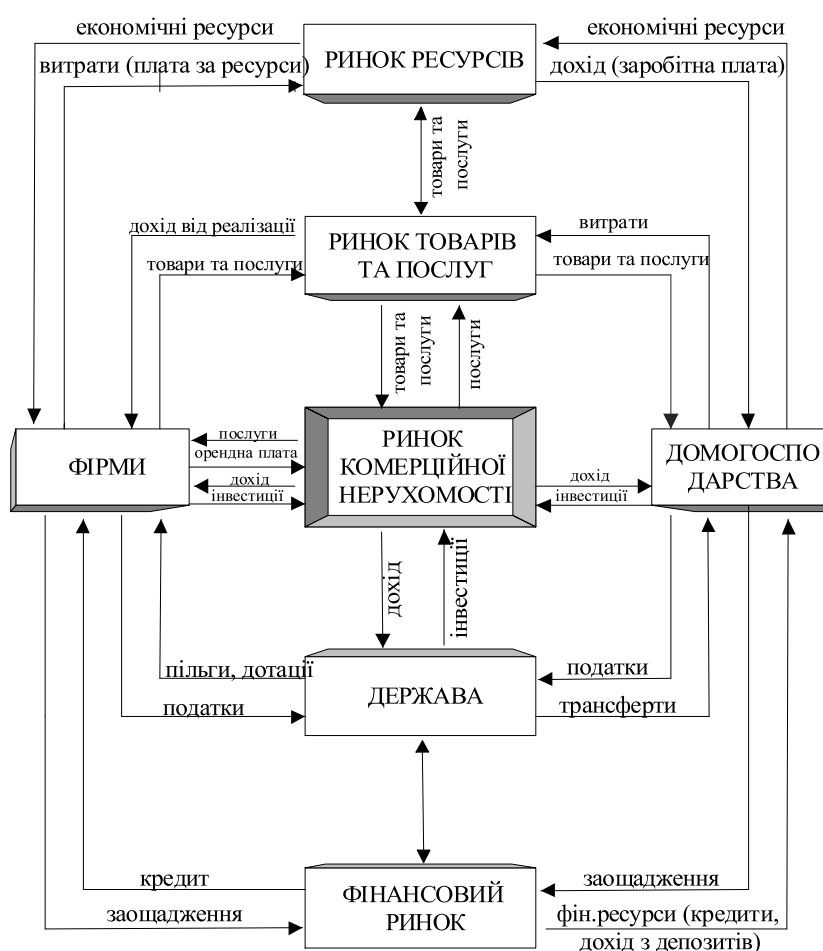 економічні ресурси
економічні ресурси
РИНОК РЕСУРСІВ
витрати (плата за ресурси)
дохід (заробітна плата)
товари та
послуги
дохід від реалізації
витрати
РИНОК ТОВАРІВ
ТА ПОСЛУГ
товари та послуги
товари та послуги
товари та
послуги
послуги
ФІРМИ
послуги
орендна плата
дохід
інвестиції
РИНОК
КОМЕРЦІЙНОЇ
НЕРУХОМОСТІ
дохід
інвестиції
ДОМОГОСПО
ДАРСТВА
дохід
інвестиції
пільги, дотації
податки
ДЕРЖАВА
податки
трансферти
кредит
заощадження
ФІНАНСОВИЙ
РИНОК
заощадження
фін.ресурси (кредити,
дохід з депозитів)